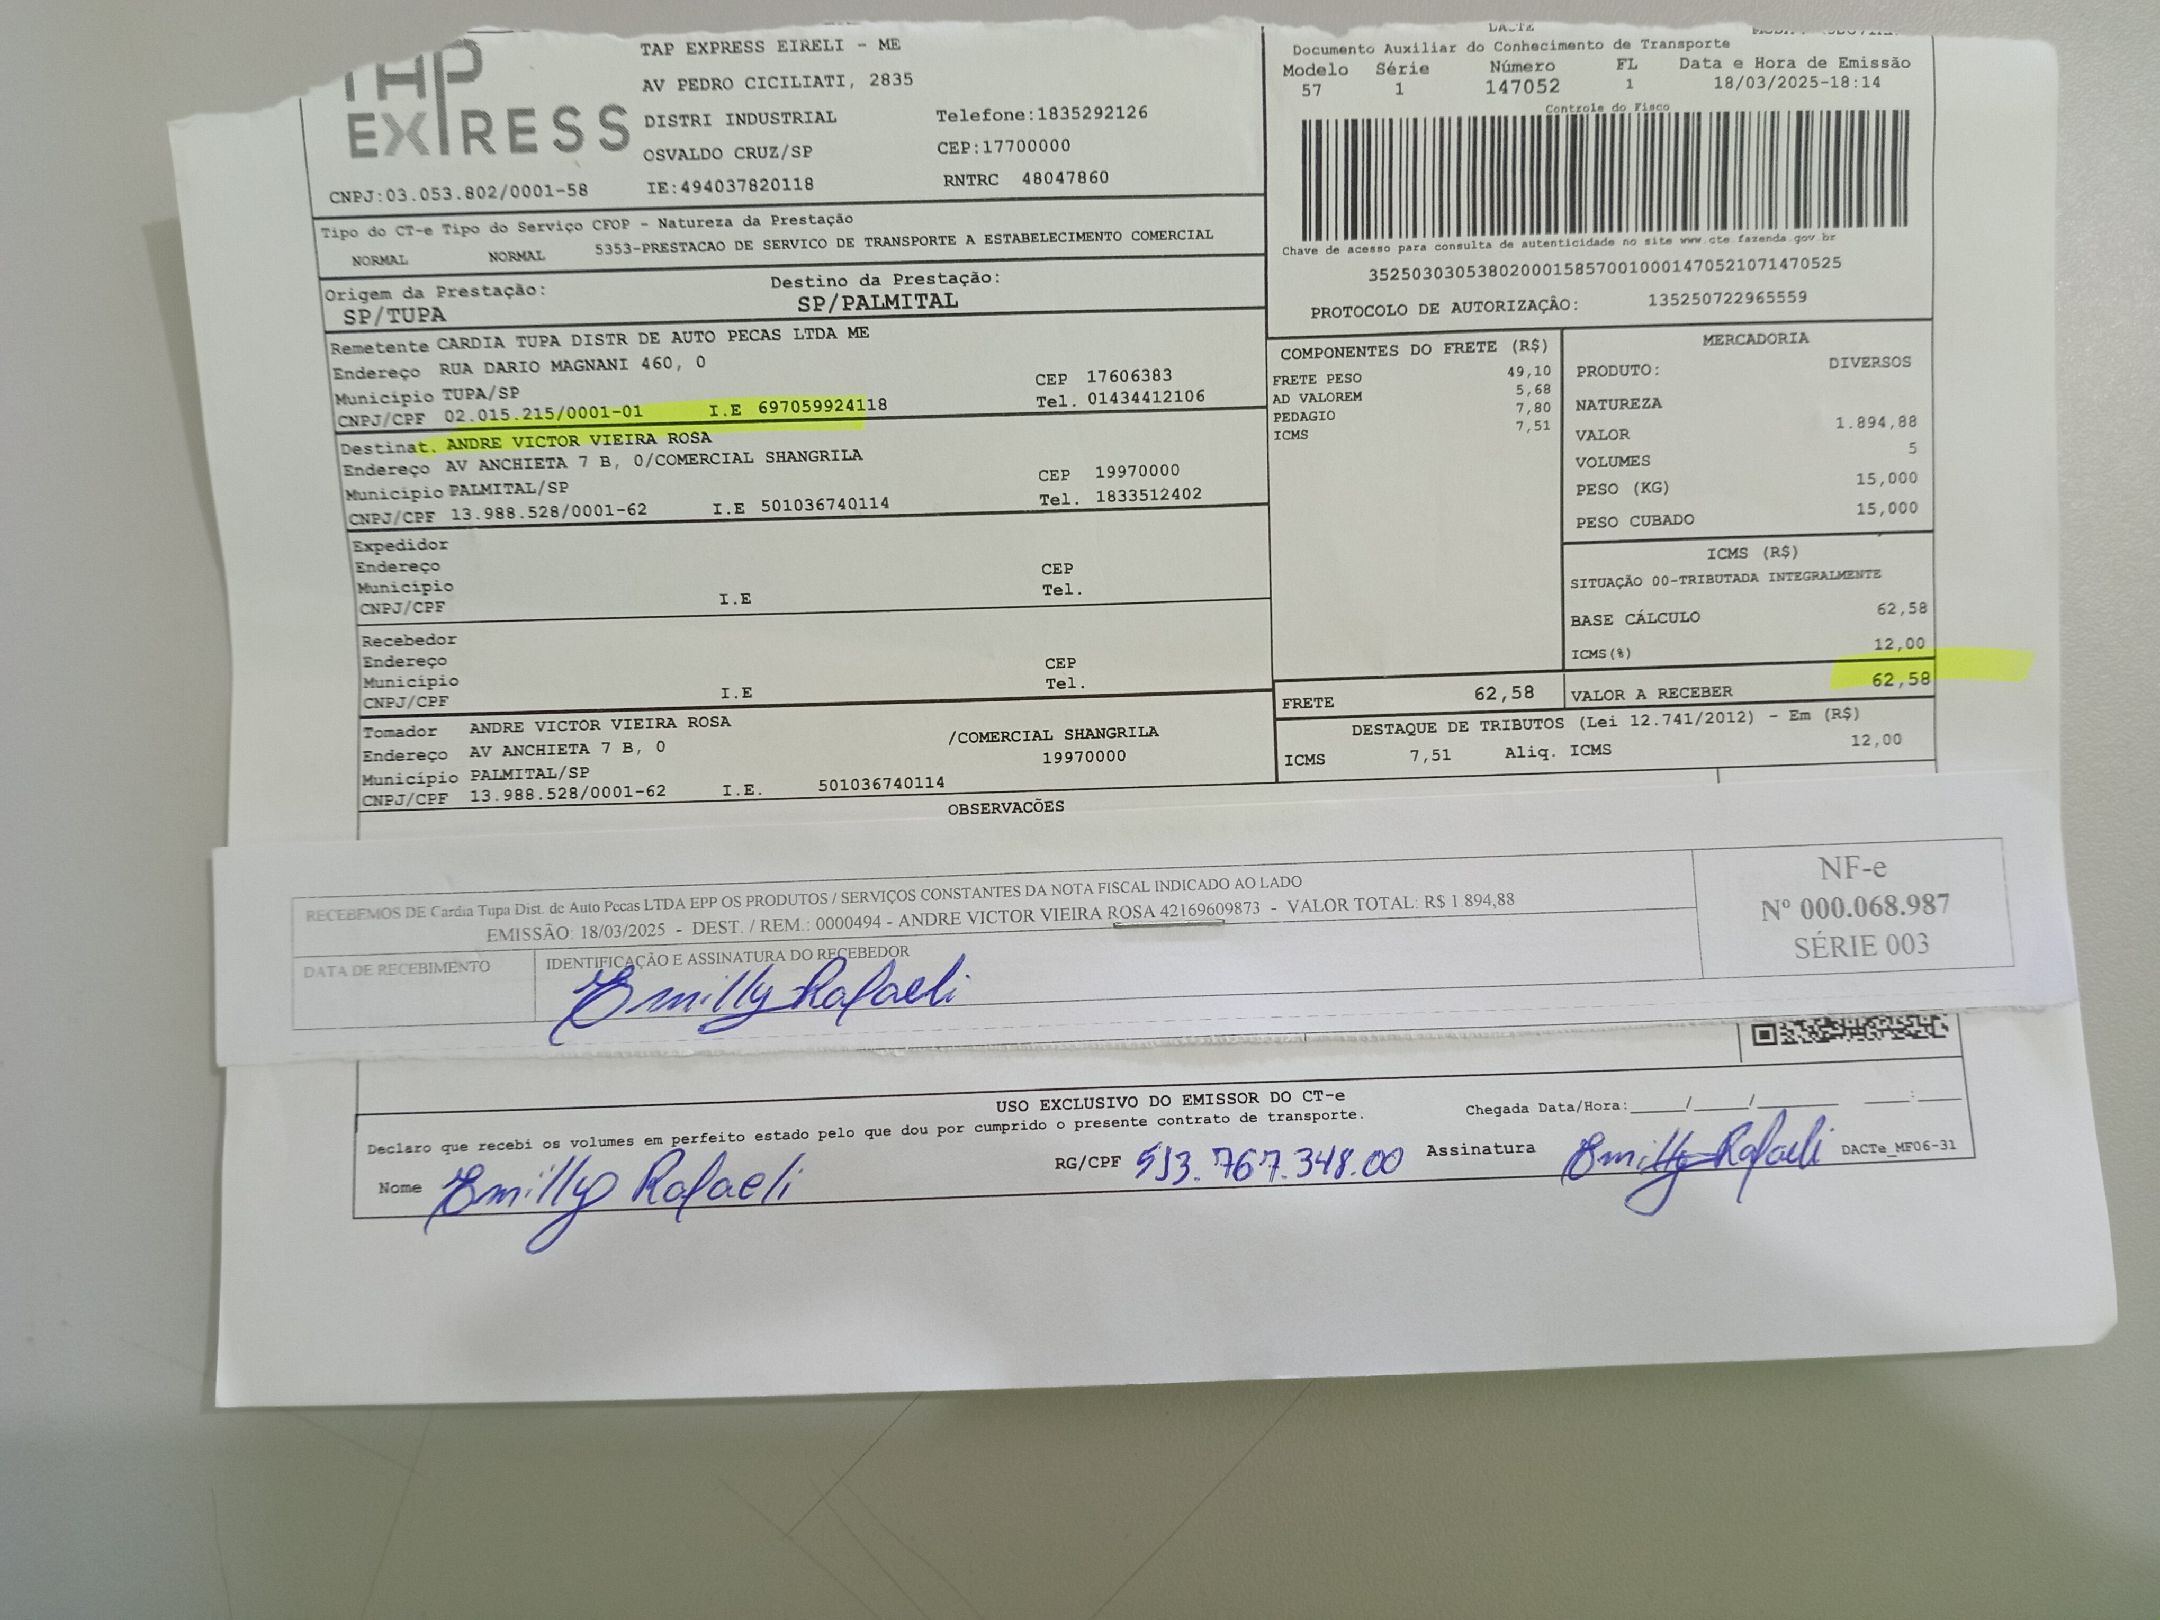 TAP EXPRESS
TAP EXPRESS EIRELI - ME
AV PEDRO CICILIATI, 2835
DISTRI INDUSTRIAL Telefone:1835292126
OSVALDO CRUZ/SP CEP:17700000
CNPJ:03.053.802/0001-58 IE:494037820118 RNTRC 48047860
DACTE
Documento Auxiliar do Conhecimento de Transporte
Modelo Série Número FL Data e Hora de Emissão
57 1 147052 1 18/03/2025-18:14
Controle do Fisco
Chave de acesso para consulta de autenticidade no site www.cte.fazenda.gov.br
35250303053802000158570010001470521071470525
PROTOCOLO DE AUTORIZAÇÃO: 135250722965559
Tipo do CT-e Tipo do Serviço CFOP - Natureza da Prestação
NORMAL NORMAL 5353-PRESTACAO DE SERVICO DE TRANSPORTE A ESTABELECIMENTO COMERCIAL
Origem da Prestação: Destino da Prestação:
SP/TUPA SP/PALMITAL
Remetente CARDIA TUPA DISTR DE AUTO PECAS LTDA ME
Endereço RUA DARIO MAGNANI 460, 0
Município TUPA/SP CEP 17606383
CNPJ/CPF 02.015.215/0001-01 I.E 697059924118 Tel. 01434412106
Destinat. ANDRE VICTOR VIEIRA ROSA
Endereço AV ANCHIETA 7 B, 0/COMERCIAL SHANGRILA
Município PALMITAL/SP CEP 19970000
CNPJ/CPF 13.988.528/0001-62 I.E 501036740114 Tel. 1833512402
Expedidor
Endereço
Município CEP
CNPJ/CPF I.E Tel.
Recebedor
Endereço
Município CEP
CNPJ/CPF I.E Tel.
Tomador ANDRE VICTOR VIEIRA ROSA
Endereço AV ANCHIETA 7 B, 0 /COMERCIAL SHANGRILA
Município PALMITAL/SP 19970000
CNPJ/CPF 13.988.528/0001-62 I.E. 501036740114
COMPONENTES DO FRETE (R$)
FRETE PESO 49,10
AD VALOREM 5,68
PEDAGIO 7,80
ICMS 7,51
MERCADORIA
PRODUTO: DIVERSOS
NATUREZA
VALOR 1.894,88
VOLUMES 5
PESO (KG) 15,000
PESO CUBADO 15,000
ICMS (R$)
SITUAÇÃO 00-TRIBUTADA INTEGRALMENTE
BASE CÁLCULO 62,58
ICMS(%) 12,00
FRETE 62,58 VALOR A RECEBER 62,58
DESTAQUE DE TRIBUTOS (Lei 12.741/2012) - Em (R$)
ICMS 7,51 Aliq. ICMS 12,00
OBSERVACÕES
RECEBEMOS DE Cardia Tupa Dist. de Auto Pecas LTDA EPP OS PRODUTOS / SERVIÇOS CONSTANTES DA NOTA FISCAL INDICADO AO LADO
EMISSÃO: 18/03/2025 - DEST. / REM.: 0000494 - ANDRE VICTOR VIEIRA ROSA 42169609873 - VALOR TOTAL: R$ 1 894,88
DATA DE RECEBIMENTO IDENTIFICAÇÃO E ASSINATURA DO RECEBEDOR
Emilly Rafaeli
NF-e
Nº 000.068.987
SÉRIE 003
USO EXCLUSIVO DO EMISSOR DO CT-e
Declaro que recebi os volumes em perfeito estado pelo que dou por cumprido o presente contrato de transporte.
Chegada Data/Hora:_____/_____/________ ____:____
Nome Emilly Rafaeli RG/CPF 513.767.348.00 Assinatura Emilly Rafaeli DACTe_MF06-31